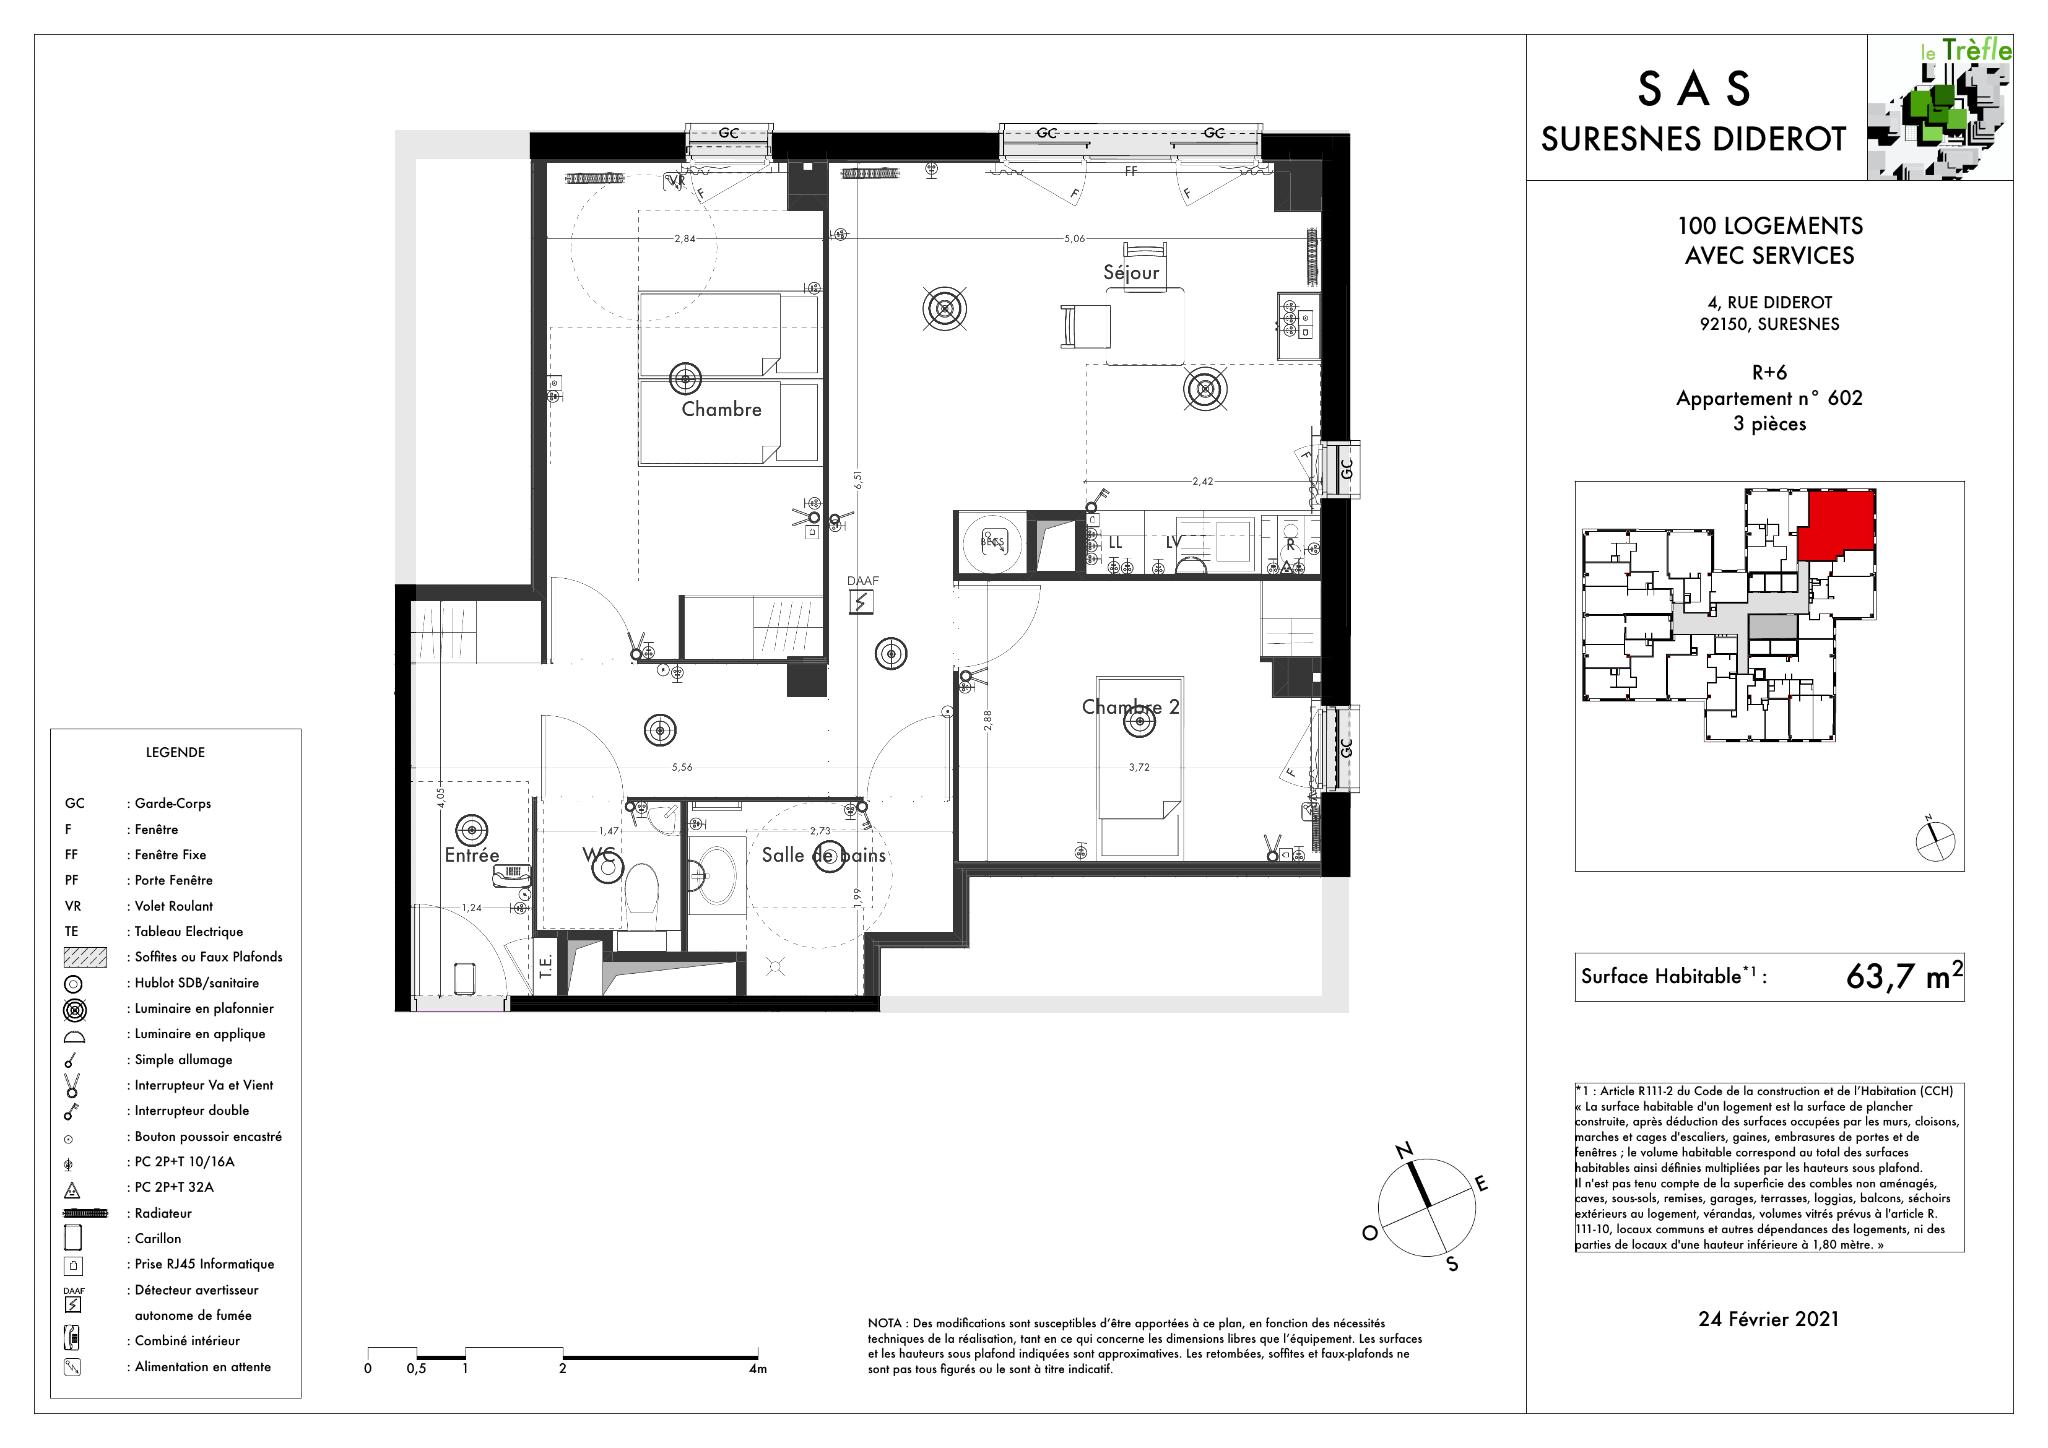 le Trèfle
S A S
SURESNES DIDEROT
100 LOGEMENTS
AVEC SERVICES
4, RUE DIDEROT
92150, SURESNES
R+6
Appartement n° 602
3 pièces
N
Surface Habitable*1 : 63,7 m²
*1 : Article R111-2 du Code de la construction et de l'Habitation (CCH)
« La surface habitable d'un logement est la surface de plancher
construite, après déduction des surfaces occupées par les murs, cloisons,
marches et cages d'escaliers, gaines, embrasures de portes et de
fenêtres ; le volume habitable correspond au total des surfaces
habitables ainsi définies multipliées par les hauteurs sous plafond.
Il n'est pas tenu compte de la superficie des combles non aménagés,
caves, sous-sols, remises, garages, terrasses, loggias, balcons, séchoirs
extérieurs au logement, vérandas, volumes vitrés prévus à l'article R.
111-10, locaux communs et autres dépendances des logements, ni des
parties de locaux d'une hauteur inférieure à 1,80 mètre. »
24 Février 2021
GC
GC
GC
VR
F
F
FF
F
2,84
5,06
Séjour
Chambre
F
GC
6,51
2,42
BECS
LL
LV
R
DAAF
Chambre 2
2,88
GC
5,56
3,72
F
4,05
1,47
2,73
Entrée
WC
Salle de bains
1,99
1,24
T.E.
LEGENDE
GC : Garde-Corps
F : Fenêtre
FF : Fenêtre Fixe
PF : Porte Fenêtre
VR : Volet Roulant
TE : Tableau Electrique
: Soffites ou Faux Plafonds
: Hublot SDB/sanitaire
: Luminaire en plafonnier
: Luminaire en applique
: Simple allumage
: Interrupteur Va et Vient
: Interrupteur double
: Bouton poussoir encastré
: PC 2P+T 10/16A
: PC 2P+T 32A
: Radiateur
: Carillon
: Prise RJ45 Informatique
DAAF : Détecteur avertisseur
autonome de fumée
: Combiné intérieur
: Alimentation en attente
0 0,5 1 2 4m
NOTA : Des modifications sont susceptibles d'être apportées à ce plan, en fonction des nécessités
techniques de la réalisation, tant en ce qui concerne les dimensions libres que l'équipement. Les surfaces
et les hauteurs sous plafond indiquées sont approximatives. Les retombées, soffites et faux-plafonds ne
sont pas tous figurés ou le sont à titre indicatif.
N
E
O
S